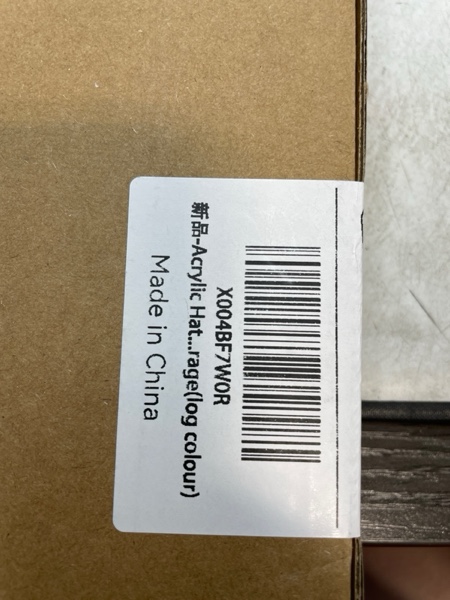 X004BF7W0R
新品-Acrylic Hat...rage(log colour)
Made in China